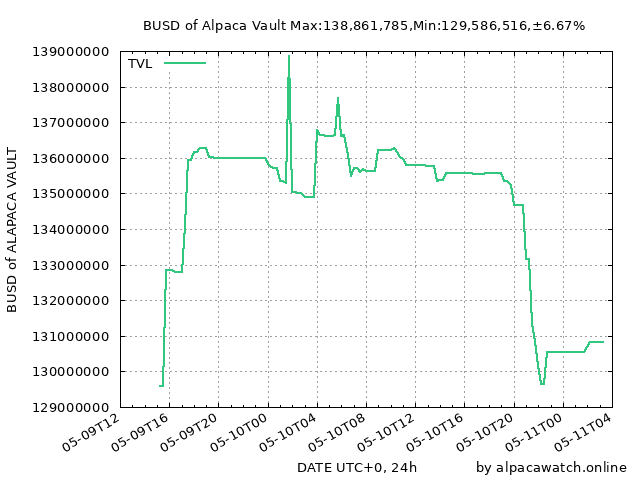 BUSD of Alpaca Vault Max:138,861,785,Min:129,586,516,±6.67%
TVL
BUSD of ALAPACA VAULT
139000000
138000000
137000000
136000000
135000000
134000000
133000000
132000000
131000000
130000000
129000000
05-09T12
05-09T16
05-09T20
05-10T00
05-10T04
05-10T08
05-10T12
05-10T16
05-10T20
05-11T00
05-11T04
DATE UTC+0, 24h
by alpacawatch.online